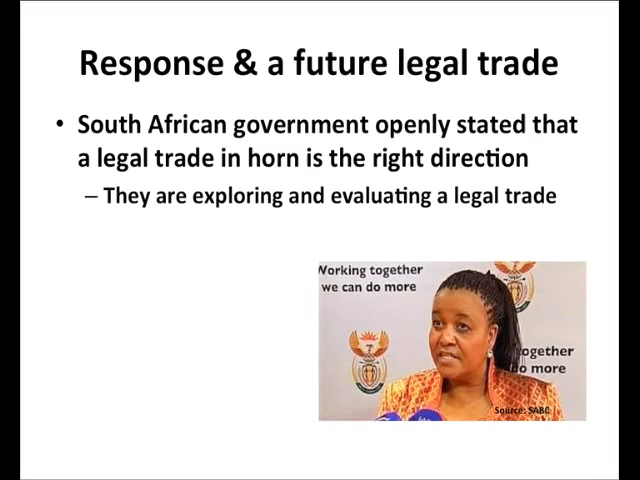 Response & a future legal trade
• South African government openly stated that
a legal trade in horn is the right direction
– They are exploring and evaluating a legal trade
Working together
we can do more
together
do more
Source: SABC